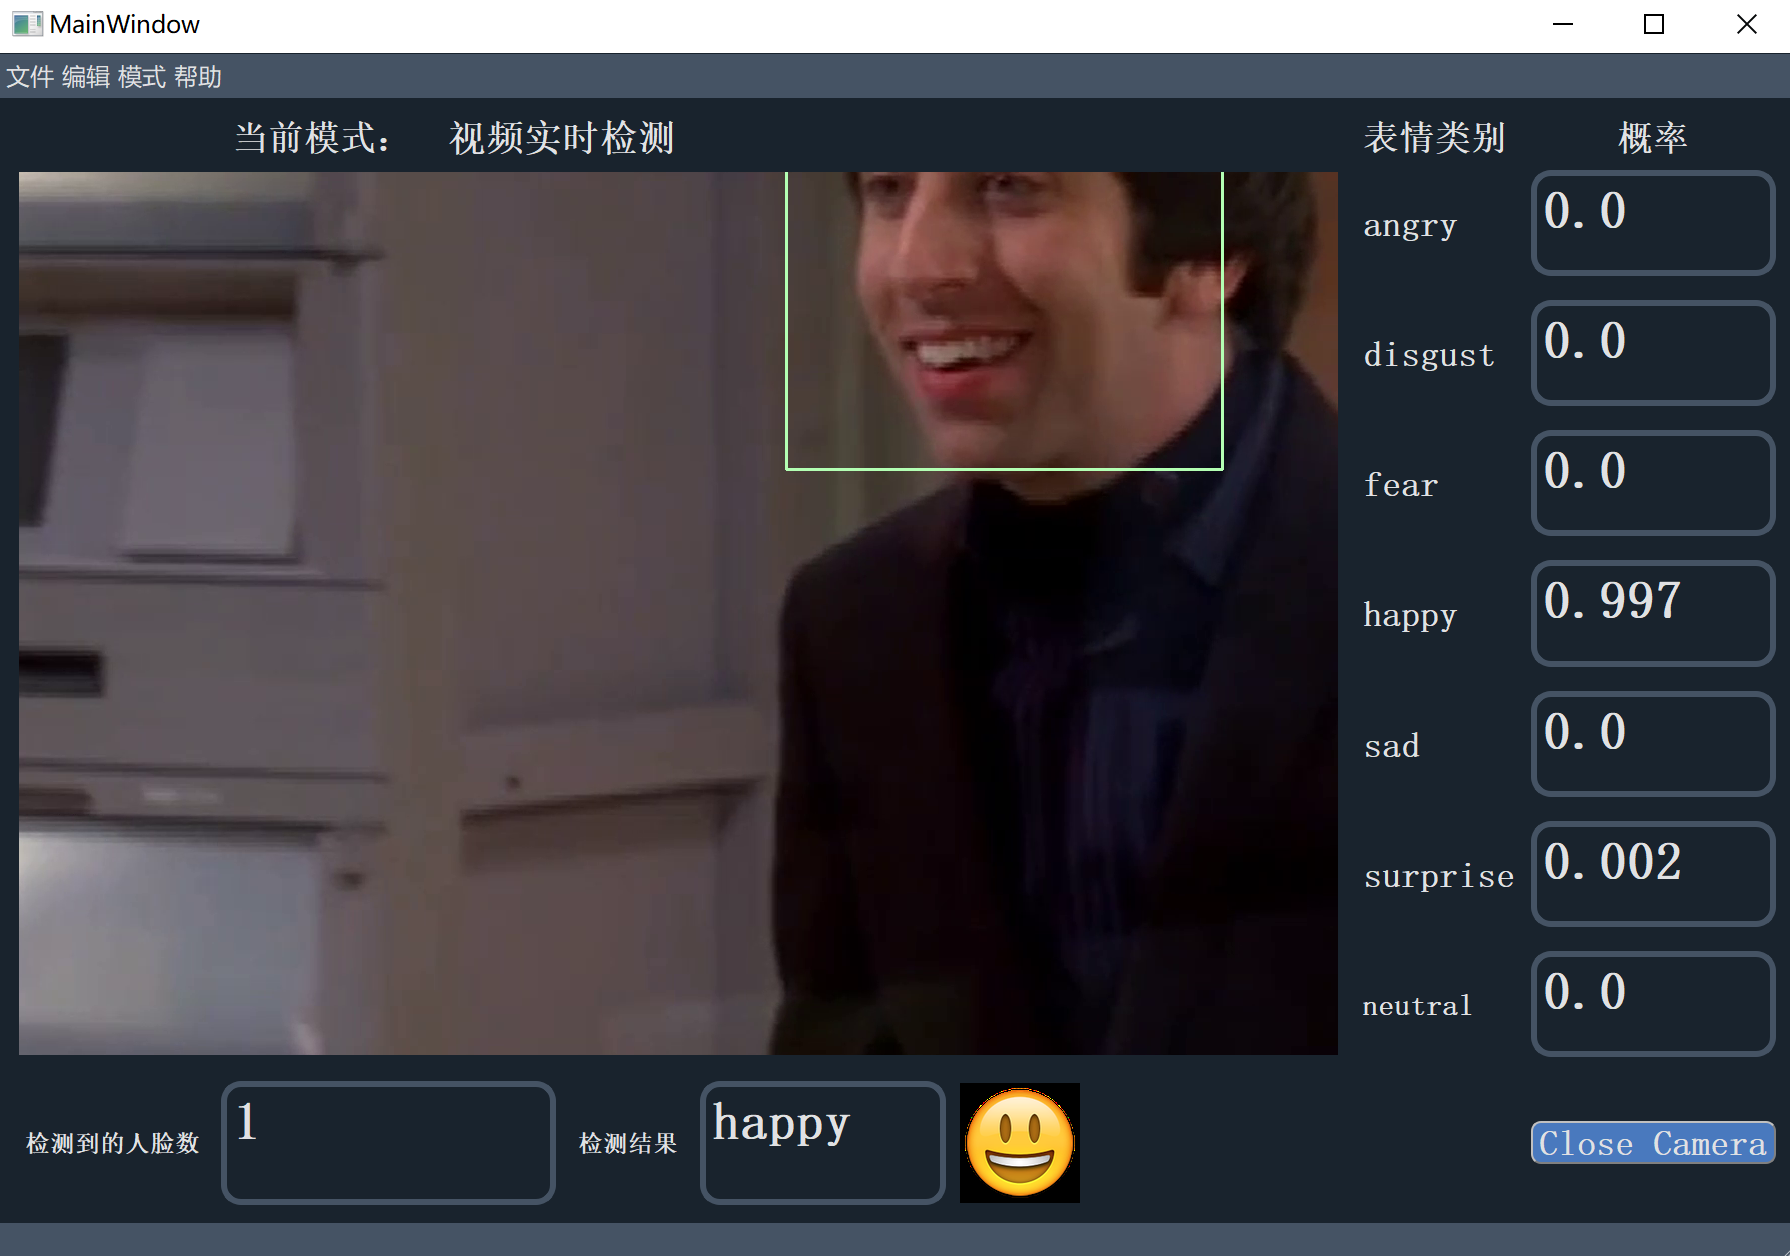 MainWindow
文件 编辑 模式 帮助
当前模式： 视频实时检测
表情类别 概率
angry 0.0
disgust 0.0
fear 0.0
happy 0.997
sad 0.0
surprise 0.002
neutral 0.0
检测到的人脸数 1 检测结果 happy
Close Camera